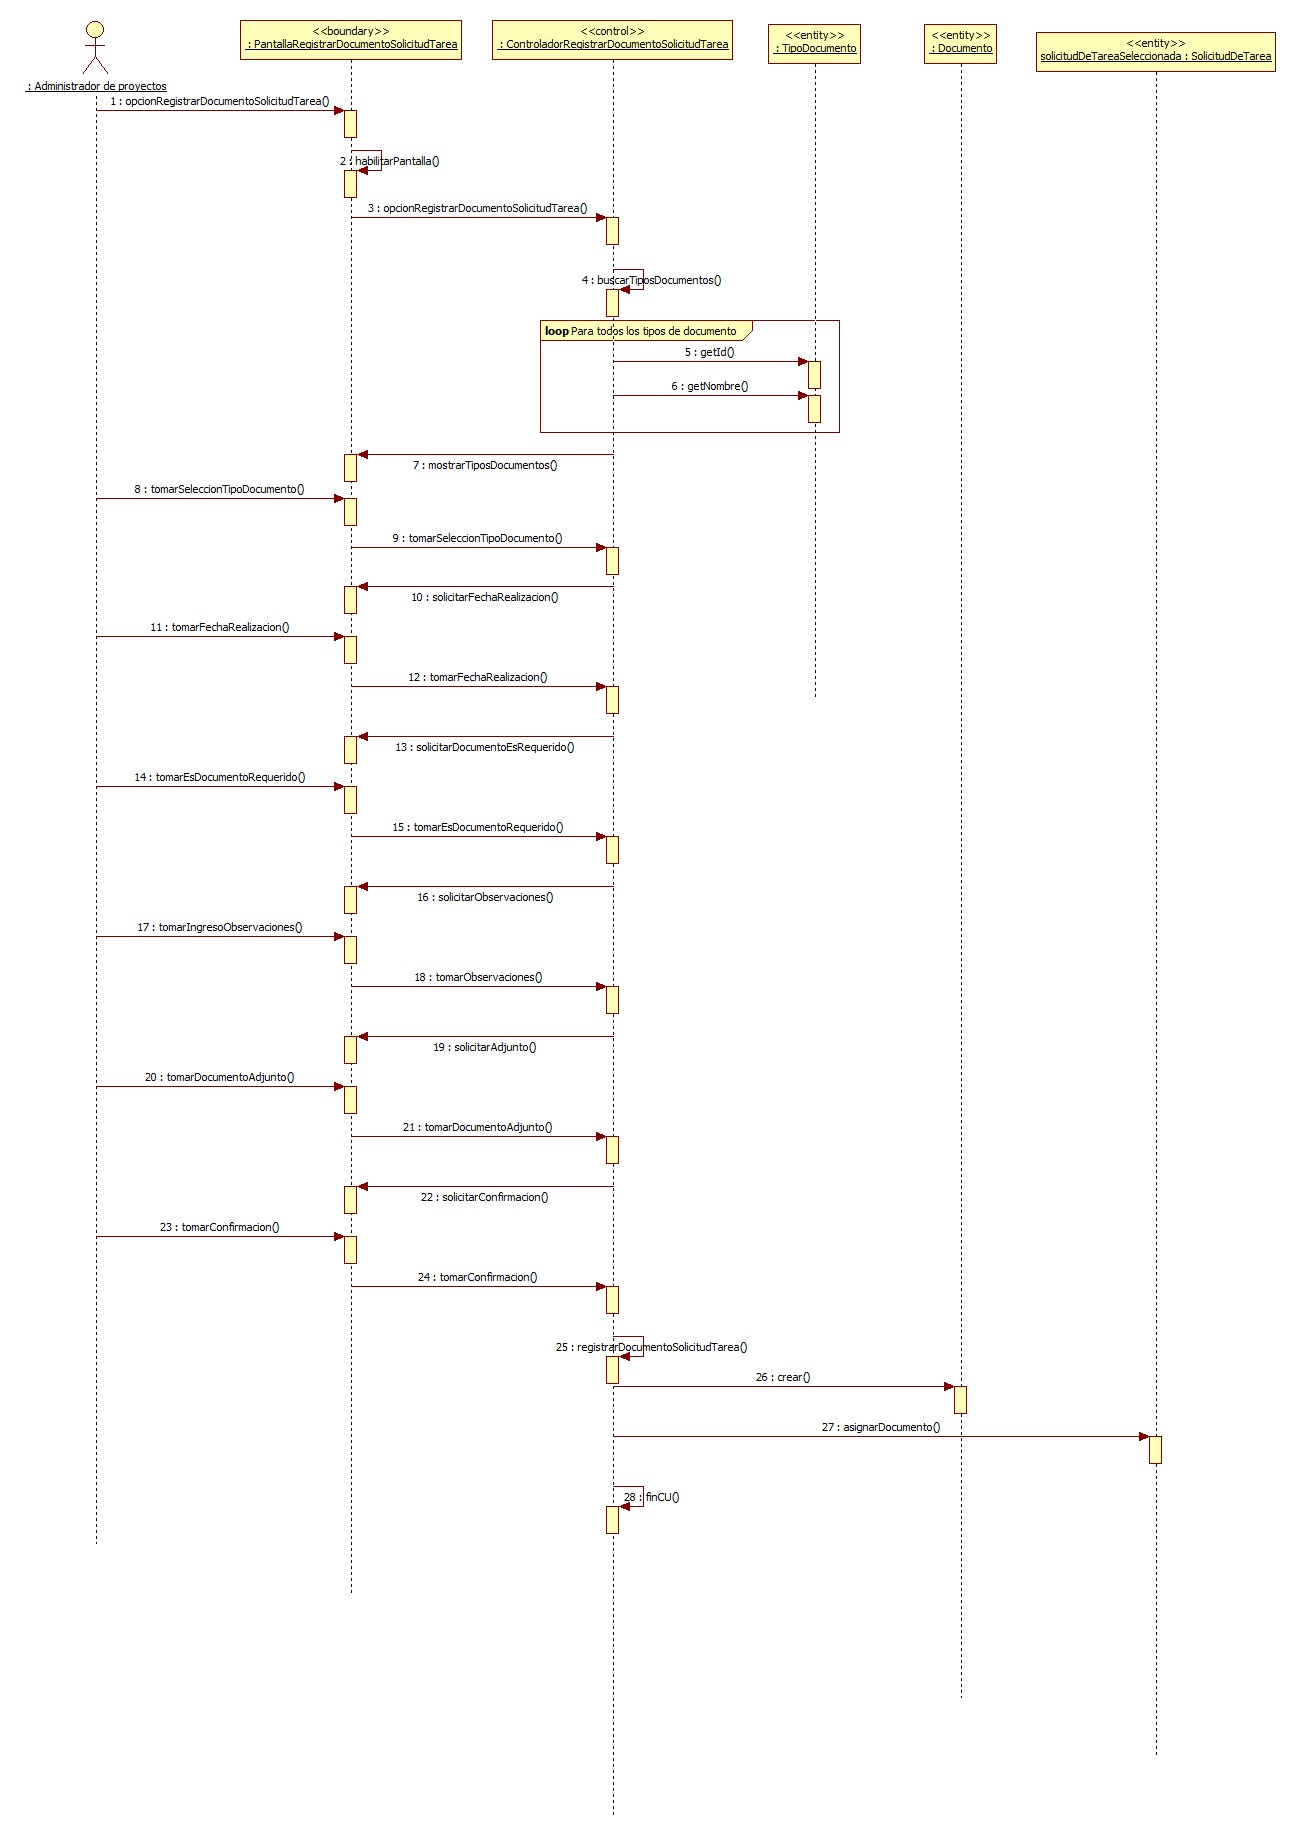 <<boundary>>
: PantallaRegistrarDocumentoSolicitudTarea
<<control>>
: ControladorRegistrarDocumentoSolicitudTarea
<<entity>>
: TipoDocumento
<<entity>>
: Documento
<<entity>>
solicitudDeTareaSeleccionada : SolicitudDeTarea
: Administrador de proyectos
1 : opcionRegistrarDocumentoSolicitudTarea()
2 : habilitarPantalla()
3 : opcionRegistrarDocumentoSolicitudTarea()
4 : buscarTiposDocumentos()
loop Para todos los tipos de documento
5 : getId()
6 : getNombre()
7 : mostrarTiposDocumentos()
8 : tomarSeleccionTipoDocumento()
9 : tomarSeleccionTipoDocumento()
10 : solicitarFechaRealizacion()
11 : tomarFechaRealizacion()
12 : tomarFechaRealizacion()
13 : solicitarDocumentoEsRequerido()
14 : tomarEsDocumentoRequerido()
15 : tomarEsDocumentoRequerido()
16 : solicitarObservaciones()
17 : tomarIngresoObservaciones()
18 : tomarObservaciones()
19 : solicitarAdjunto()
20 : tomarDocumentoAdjunto()
21 : tomarDocumentoAdjunto()
22 : solicitarConfirmacion()
23 : tomarConfirmacion()
24 : tomarConfirmacion()
25 : registrarDocumentoSolicitudTarea()
26 : crear()
27 : asignarDocumento()
28 : finCU()